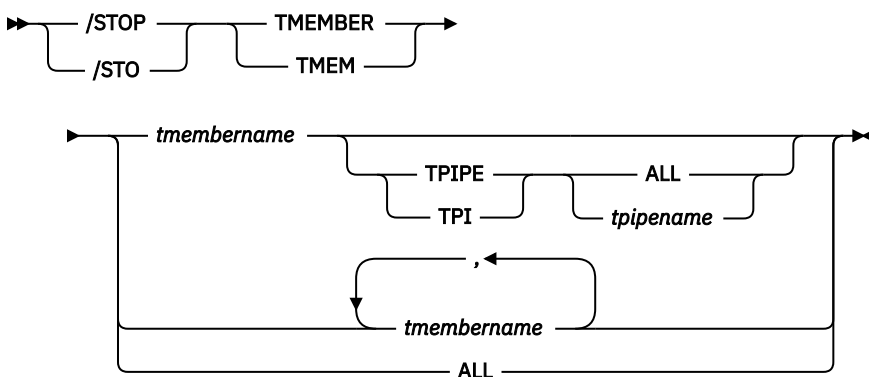 /STOP TMEMBER
/STO TMEM
tmembername
TPIPE ALL
TPI tpipename
,
tmembername
ALL